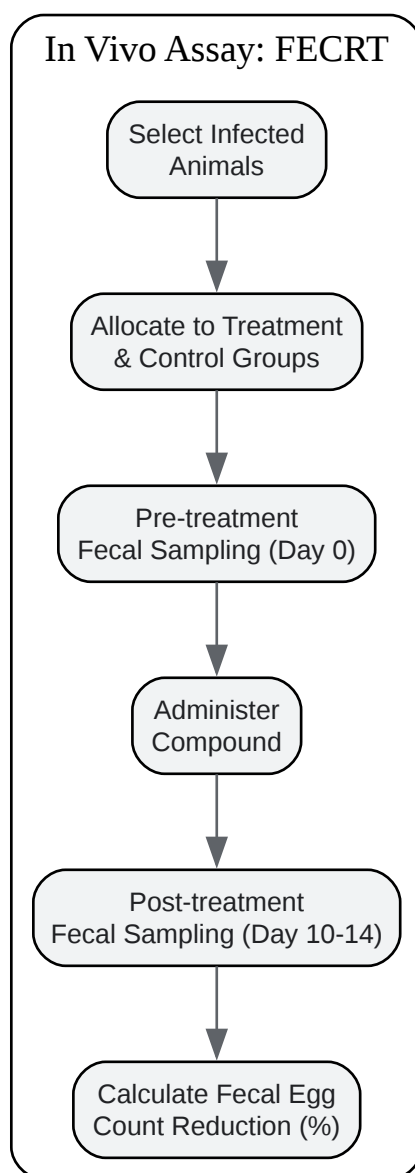 In Vivo Assay: FECRT
Select Infected
Animals
Allocate to Treatment
& Control Groups
Pre-treatment
Fecal Sampling (Day 0)
Administer
Compound
Post-treatment
Fecal Sampling (Day 10-14)
Calculate Fecal Egg
Count Reduction (%)